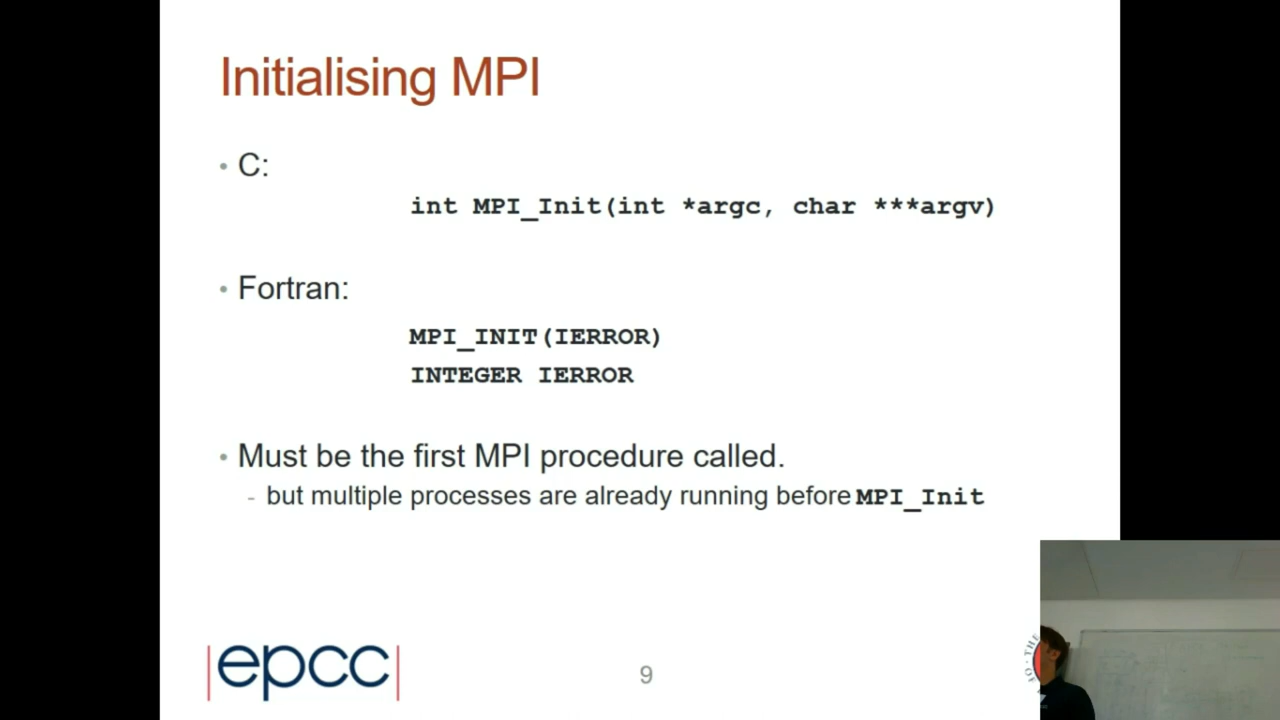 Initialising MPI
• C:
int MPI_Init(int *argc, char ***argv)
• Fortran:
MPI_INIT(IERROR)
INTEGER IERROR
• Must be the first MPI procedure called.
- but multiple processes are already running before MPI_Init
epcc
9
THE